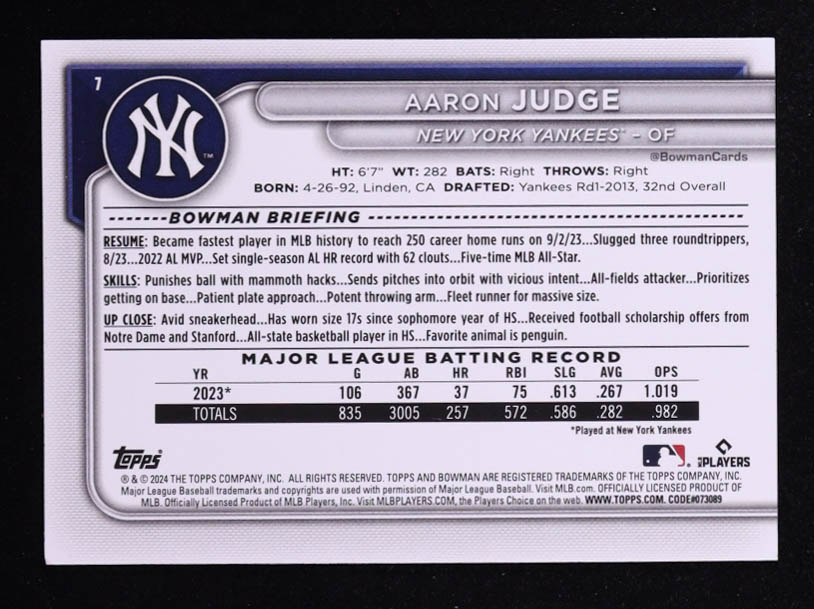 7
NY
™
AARON JUDGE
NEW YORK YANKEES® – OF
@BowmanCards
HT: 6'7" WT: 282 BATS: Right THROWS: Right
BORN: 4-26-92, Linden, CA DRAFTED: Yankees Rd1-2013, 32nd Overall
BOWMAN BRIEFING
RESUME: Became fastest player in MLB history to reach 250 career home runs on 9/2/23...Slugged three roundtrippers,
8/23...2022 AL MVP...Set single-season AL HR record with 62 clouts...Five-time MLB All-Star.
SKILLS: Punishes ball with mammoth hacks...Sends pitches into orbit with vicious intent...All-fields attacker...Prioritizes
getting on base...Patient plate approach...Potent throwing arm...Fleet runner for massive size.
UP CLOSE: Avid sneakerhead...Has worn size 17s since sophomore year of HS...Received football scholarship offers from
Notre Dame and Stanford...All-state basketball player in HS...Favorite animal is penguin.
MAJOR LEAGUE BATTING RECORD
YR G AB HR RBI SLG AVG OPS
2023* 106 367 37 75 .613 .267 1.019
TOTALS 835 3005 257 572 .586 .282 .982
*Played at New York Yankees
Topps®
PLAYERS
® & © 2024 THE TOPPS COMPANY, INC. ALL RIGHTS RESERVED. TOPPS AND BOWMAN ARE REGISTERED TRADEMARKS OF THE TOPPS COMPANY, INC.
Major League Baseball trademarks and copyrights are used with permission of Major League Baseball. Visit MLB.com. OFFICIALLY LICENSED PRODUCT OF
MLB. Officially Licensed Product of MLB Players, Inc. Visit MLBPLAYERS.COM, the Players Choice on the web. WWW.TOPPS.COM. CODE#073089